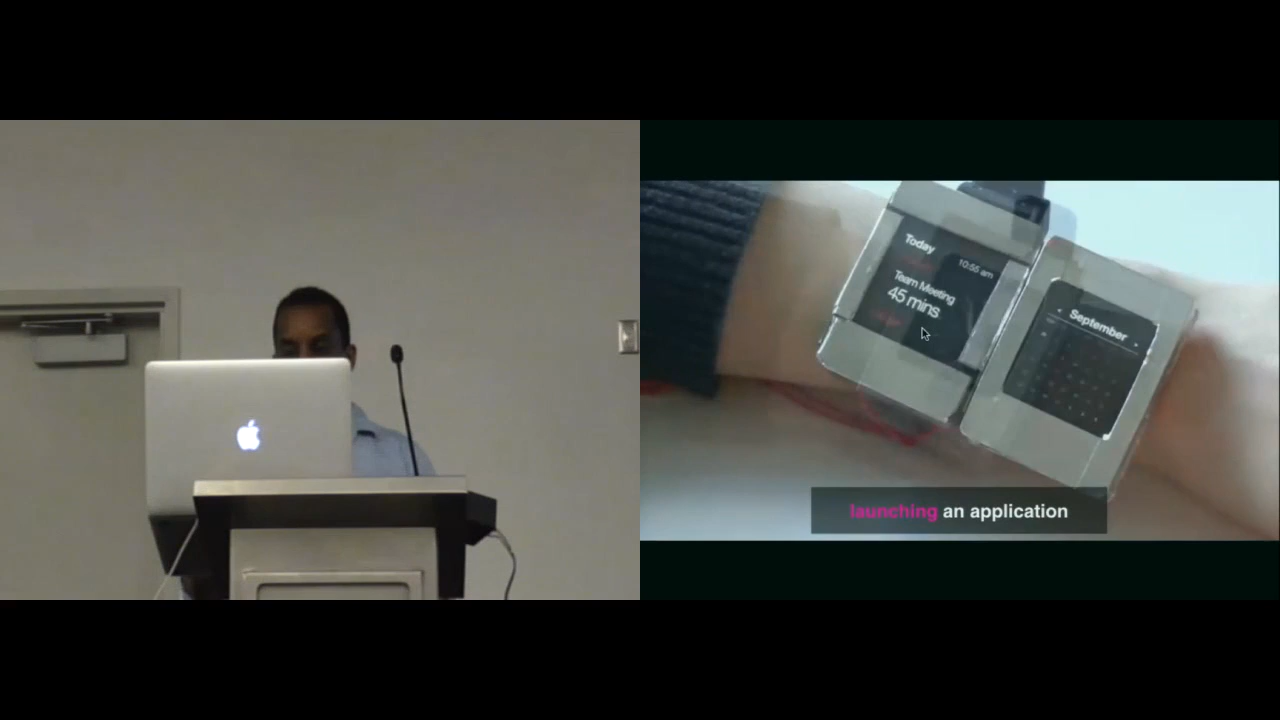 Today
10:55 am
Team Meeting
45 mins
September
launching an application